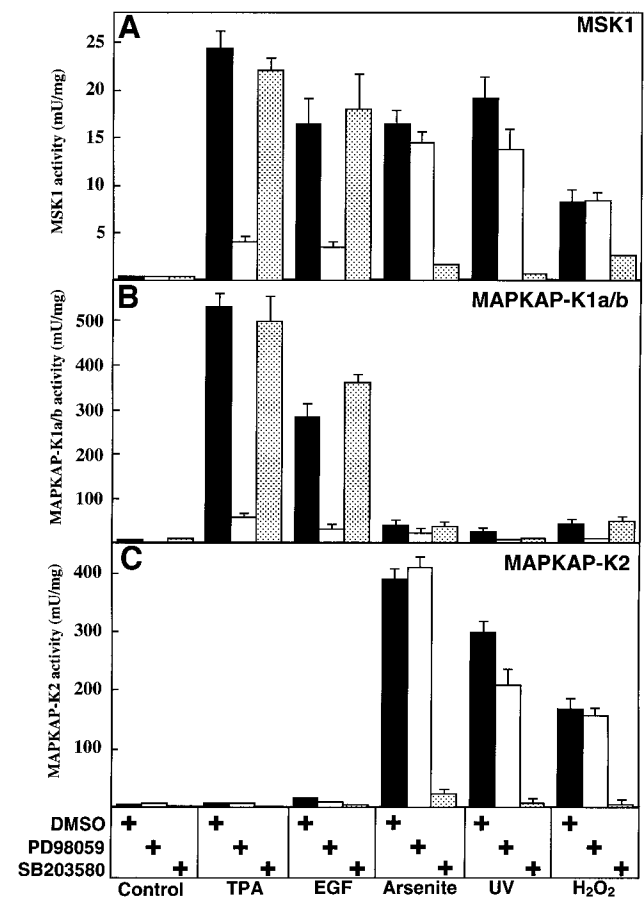 A
MSK1
MSK1 activity (mU/mg)
25
20
15
10
5
B
MAPKAP-K1a/b
MAPKAP-K1a/b activity (mU/mg)
500
400
300
200
100
C
MAPKAP-K2
MAPKAP-K2 activity (mU/mg)
400
300
200
100
DMSO + + + + + +
PD98059 + + + + + +
SB203580 + + + + + +
Control TPA EGF Arsenite UV H₂O₂